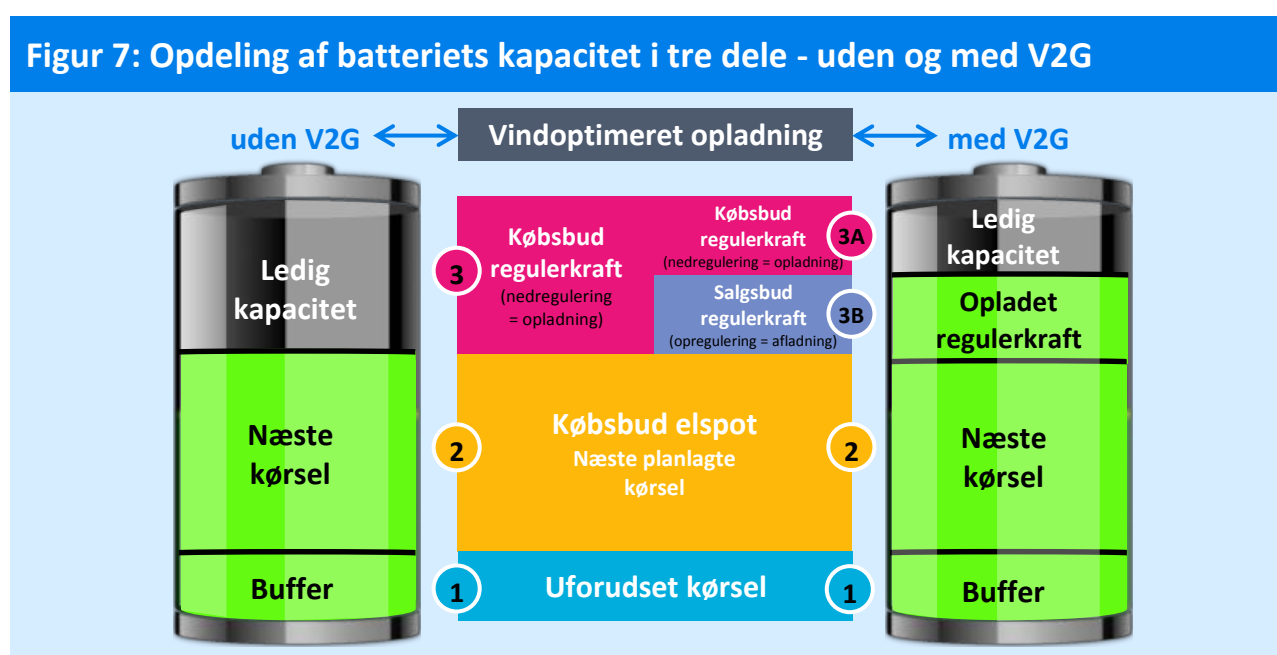 Figur 7: Opdeling af batteriets kapacitet i tre dele - uden og med V2G
uden V2G
Vindoptimeret opladning
med V2G
Ledig
kapacitet
Næste
kørsel
Buffer
3
Købsbud
regulerkraft
(nedregulering
= opladning)
Købsbud
regulerkraft
(nedregulering = opladning)
3A
Salgsbud
regulerkraft
(opregulering = afladning)
3B
2
Købsbud elspot
Næste planlagte
kørsel
2
1
Uforudset kørsel
1
Ledig
kapacitet
Opladet
regulerkraft
Næste
kørsel
Buffer